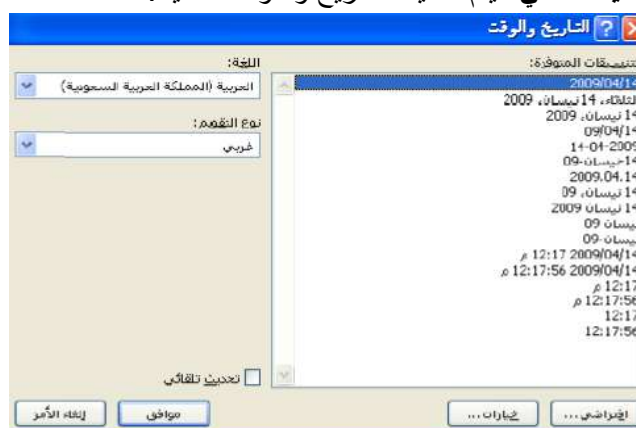 التاريخ والوقت
التنسيقات المتوفرة:
2009/04/14
الثلاثاء، 14 نيسان، 2009
14 نيسان، 2009
09/04/14
14-04-2009
14-نيسان-09
2009.04.14
14 نيسان، 09
14 نيسان 2009
نيسان 09
نيسان-09
2009/04/14 12:17 م
2009/04/14 12:17:56 م
12:17 م
12:17:56 م
12:17
12:17:56
اللغة:
العربية (المملكة العربية السعودية)
نوع التقويم:
غربي
تحديث تلقائي
افتراضي...
خيارات...
موافق
إلغاء الأمر